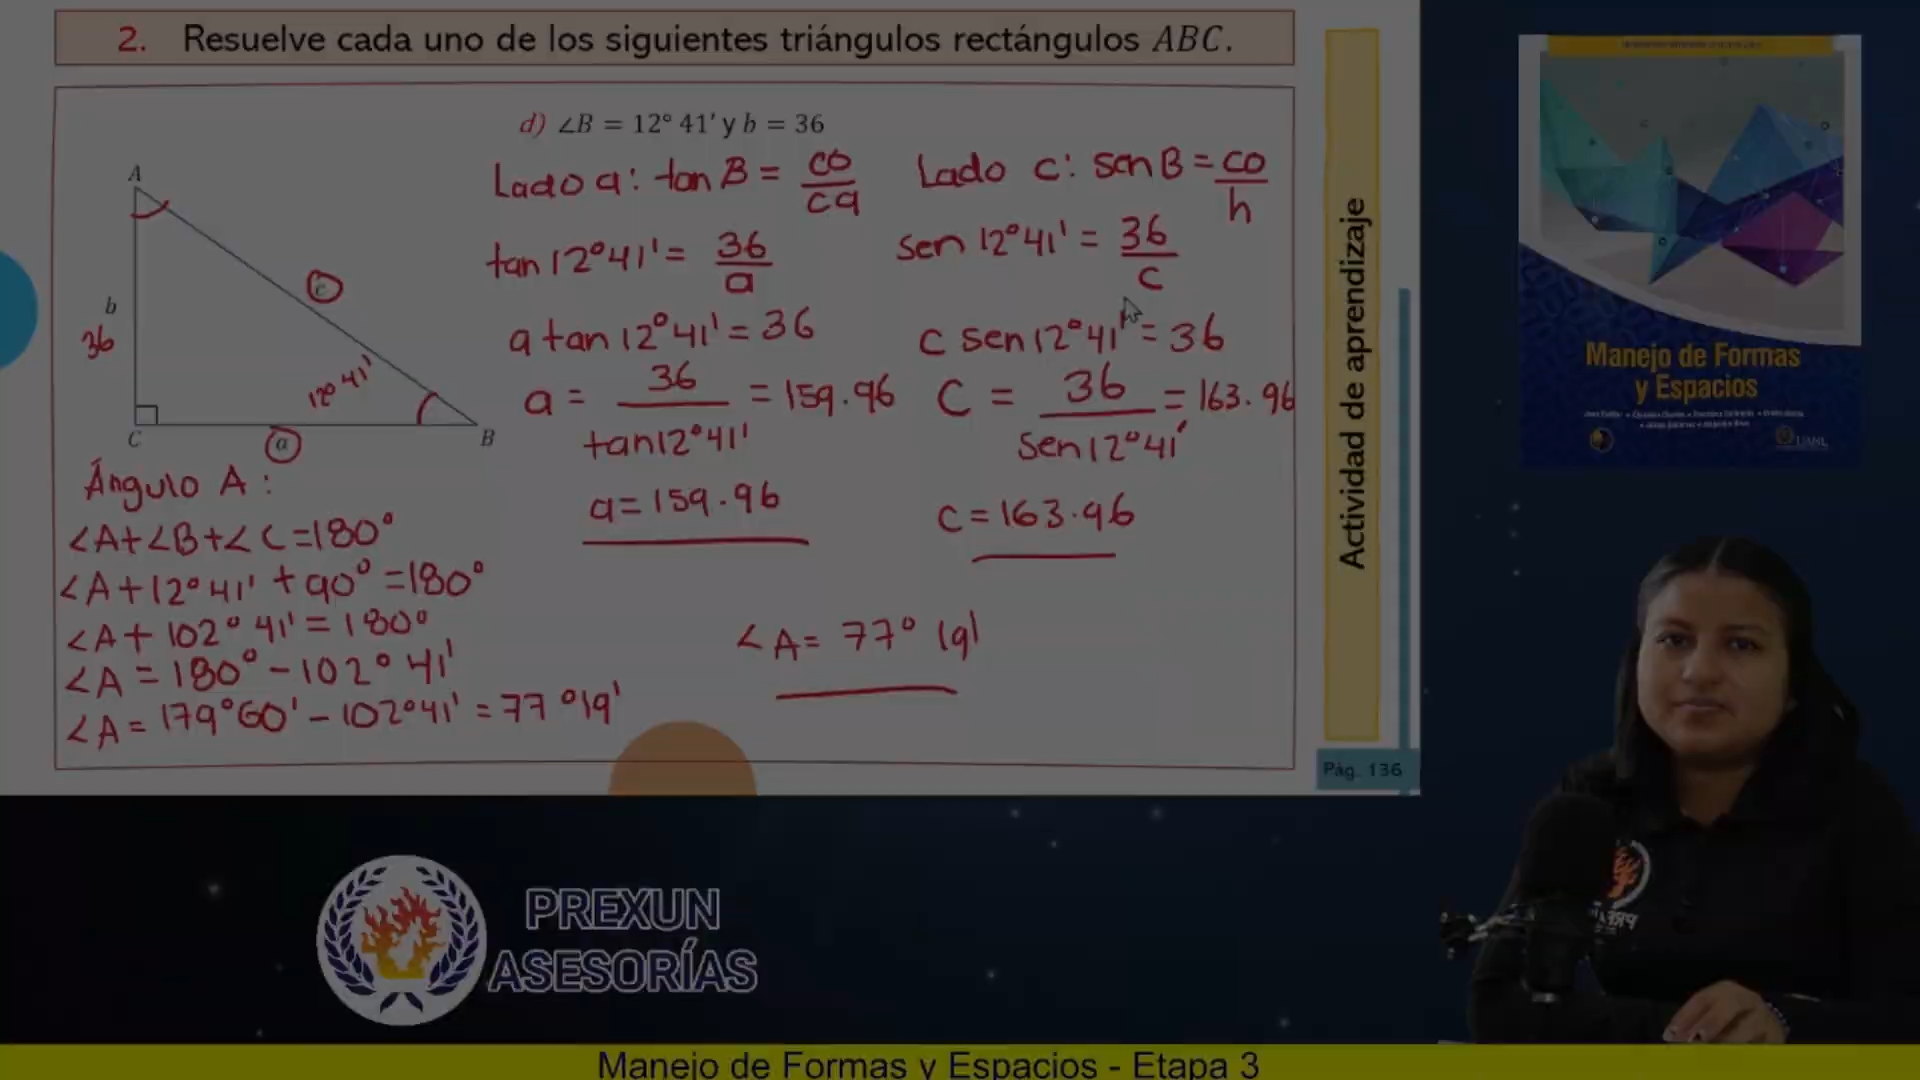 2. Resuelve cada uno de los siguientes triángulos rectángulos ABC.
d) ∠B = 12° 41' y b = 36
A
b
36
c
12° 41'
C
a
B
Ángulo A:
∠A+∠B+∠C=180°
∠A+12°41' + 90° =180°
∠A+ 102° 41' = 180°
∠A = 180° - 102° 41'
∠A = 179°60' - 102°41' = 77°19'
Lado a: tan B = co/ca
tan 12°41' = 36/a
a tan 12°41' = 36
a = 36/tan12°41' = 159.96
a = 159.96
Lado c: sen B = co/h
sen 12°41' = 36/c
c sen 12°41' = 36
C = 36/sen12°41' = 163.96
C = 163.96
∠A = 77° 19'
Actividad de aprendizaje
Pág. 136
Manejo de Formas
y Espacios
UANL
PREXUN
ASESORÍAS
Manejo de Formas y Espacios - Etapa 3